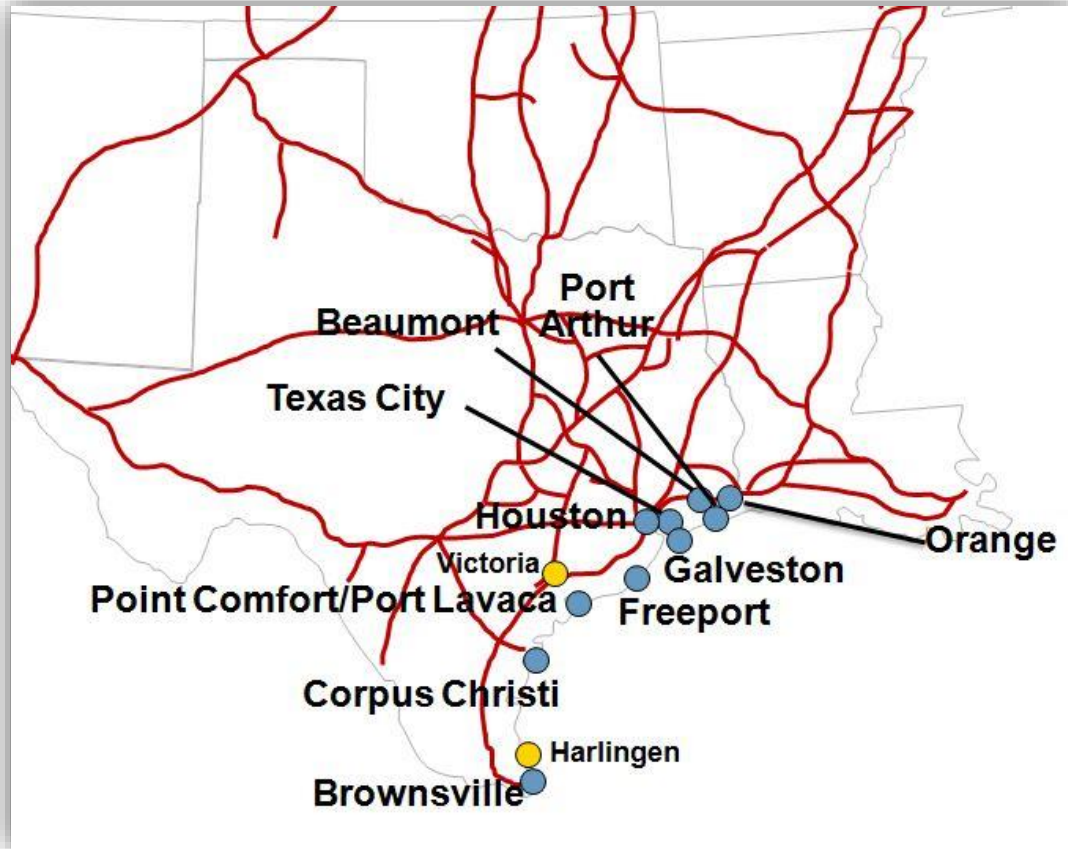 Port
Arthur
Beaumont
Texas City
Houston
Orange
Victoria
Galveston
Point Comfort/Port Lavaca
Freeport
Corpus Christi
Harlingen
Brownsville